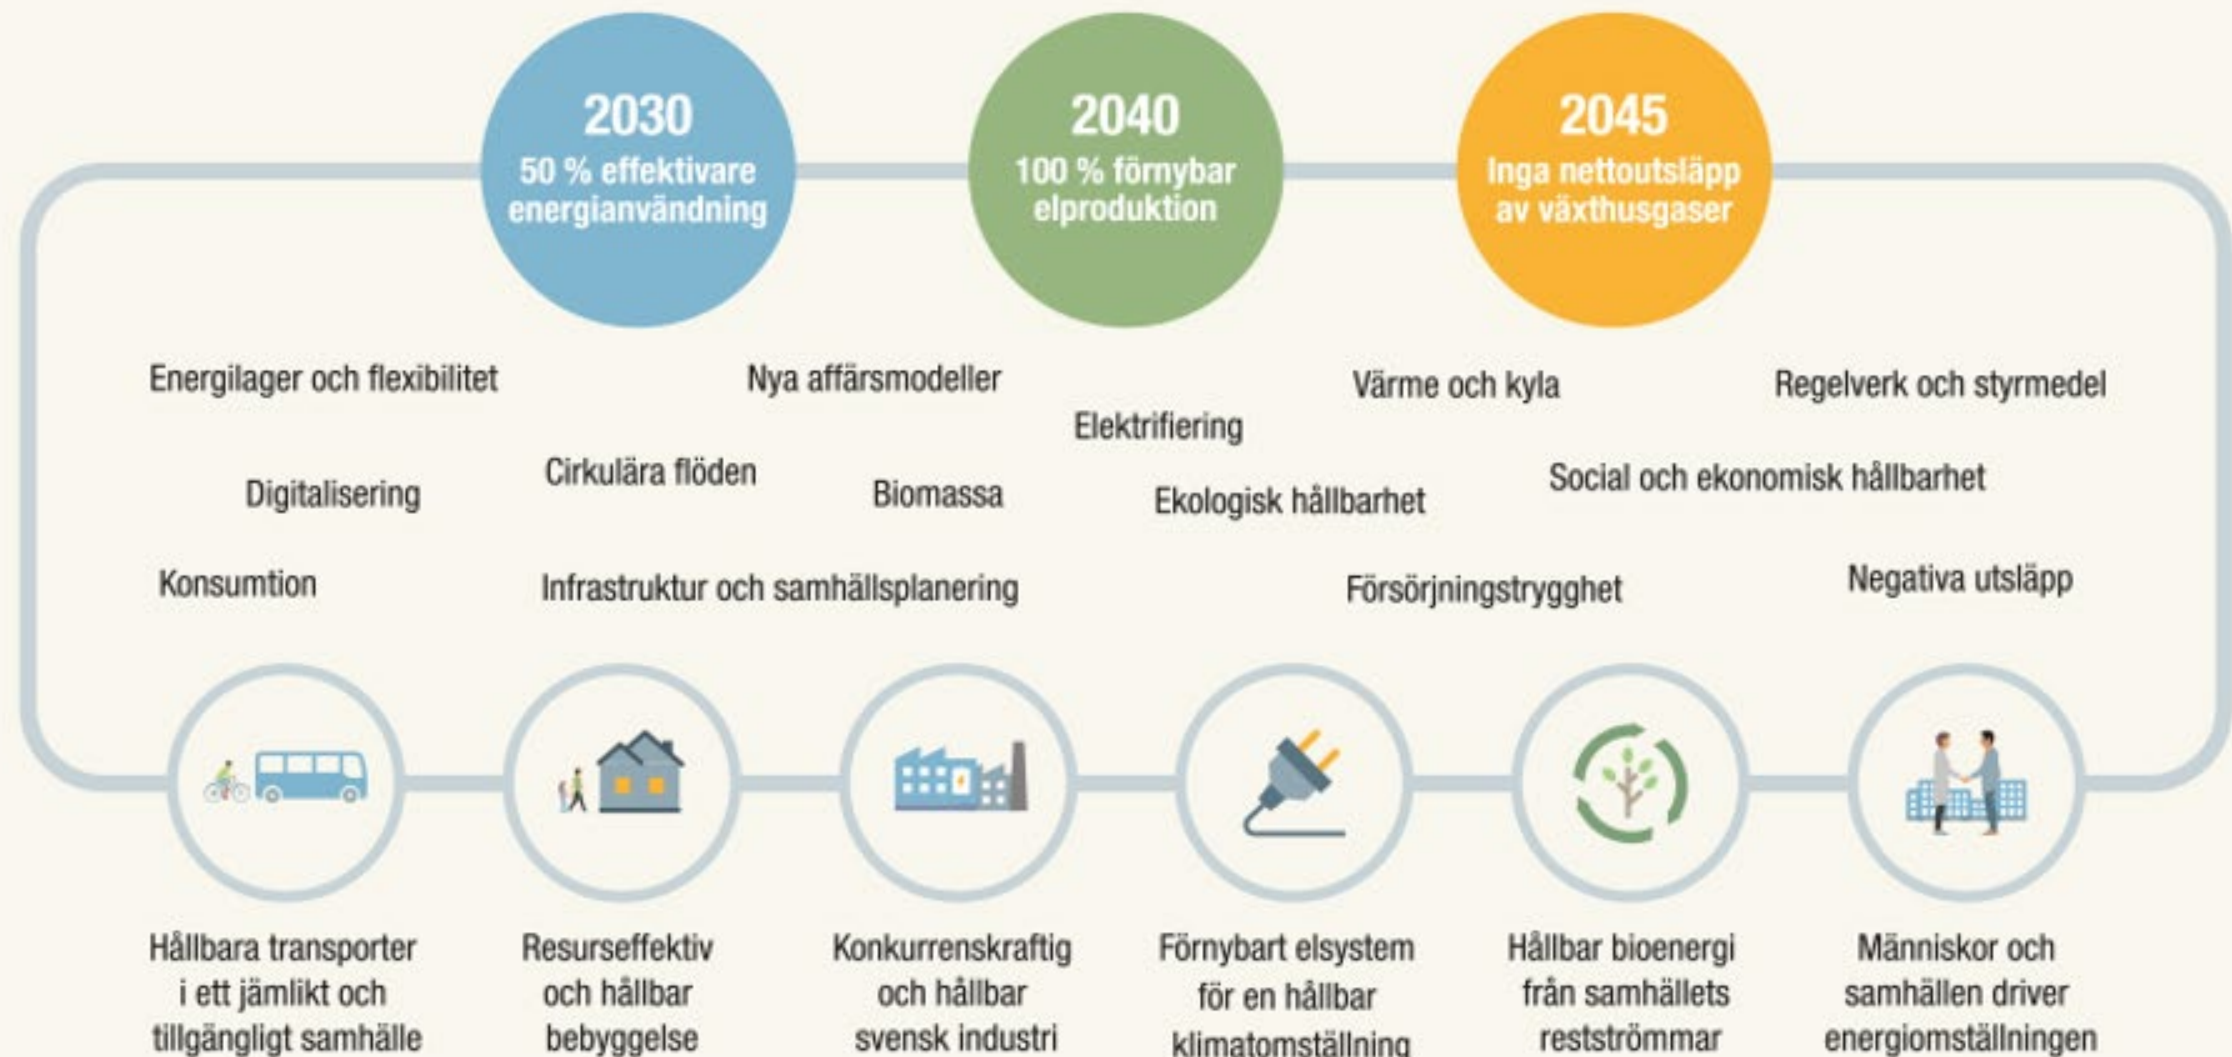 2030
50 % effektivare
energianvändning
2040
100 % förnybar
elproduktion
2045
Inga nettoutsläpp
av växthusgaser
Energilager och flexibilitet
Nya affärsmodeller
Värme och kyla
Regelverk och styrmedel
Elektrifiering
Cirkulära flöden
Social och ekonomisk hållbarhet
Digitalisering
Biomassa
Ekologisk hållbarhet
Konsumtion
Infrastruktur och samhällsplanering
Försörjningstrygghet
Negativa utsläpp
Hållbara transporter
i ett jämlikt och
tillgängligt samhälle
Resurseffektiv
och hållbar
bebyggelse
Konkurrenskraftig
och hållbar
svensk industri
Förnybart elsystem
för en hållbar
klimatomställning
Hållbar bioenergi
från samhällets
restströmmar
Människor och
samhällen driver
energiomställningen